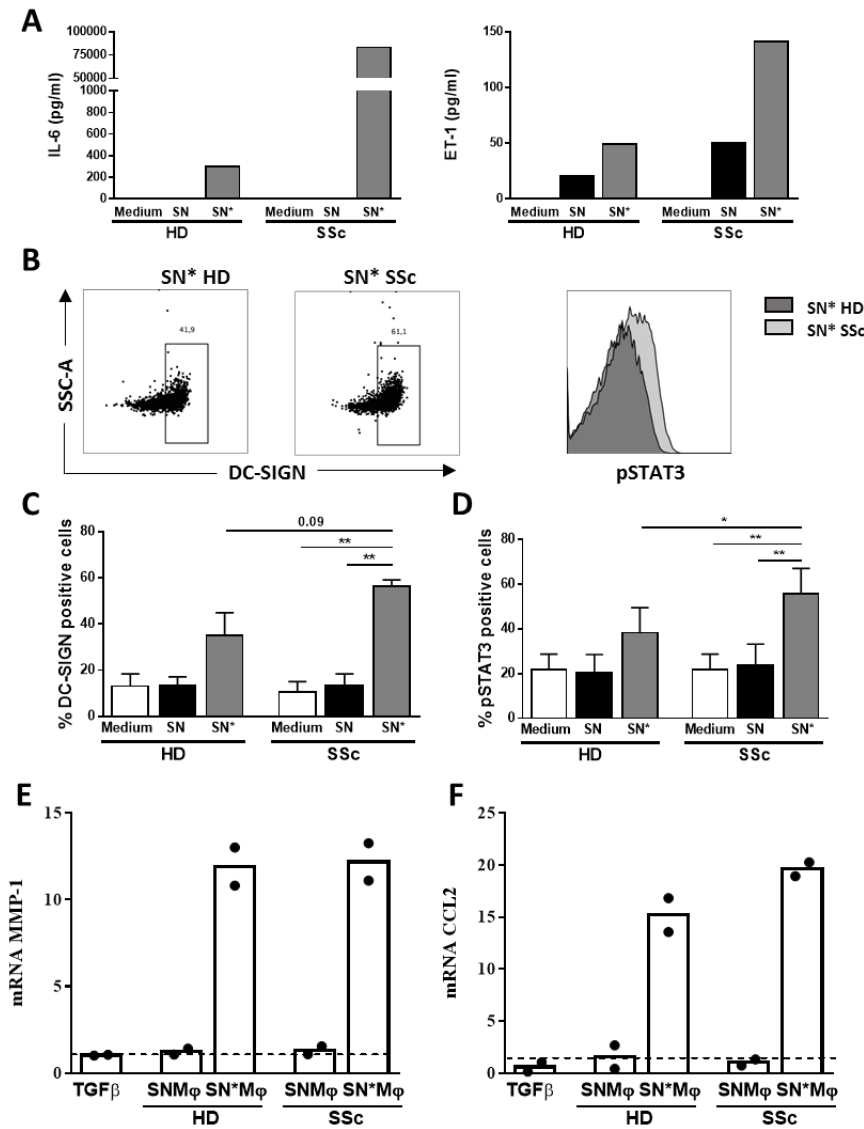 A
IL-6 (pg/ml)
100000
75000
50000
1000
800
600
400
200
0
Medium SN SN* Medium SN SN*
HD SSc
ET-1 (pg/ml)
150
100
50
0
Medium SN SN* Medium SN SN*
HD SSc
B
SN* HD SN* SSc
41,9 61,1
SSC-A
DC-SIGN
pSTAT3
SN* HD
SN* SSc
C
% DC-SIGN positive cells
80
60
40
20
0
0.09
**
**
Medium SN SN* Medium SN SN*
HD SSc
D
% pSTAT3 positive cells
80
60
40
20
0
*
**
**
Medium SN SN* Medium SN SN*
HD SSc
E
mRNA MMP-1
15
10
5
0
TGFβ SNMφ SN*Mφ SNMφ SN*Mφ
HD SSc
F
mRNA CCL2
25
20
15
10
5
0
TGFβ SNMφ SN*Mφ SNMφ SN*Mφ
HD SSc